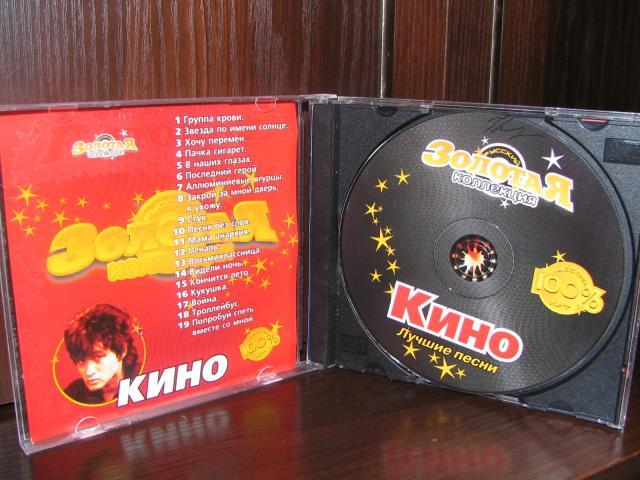 ЗОЛОТАЯ
1 Группа крови.
2 Звезда по имени солнце.
3 Хочу перемен.
4 Пачка сигарет.
5 В наших глазах.
6 Последний герой.
7 Аллюминиевые огурцы.
8 Закрой за мной дверь,
я ухожу.
9 Стук.
10 Песня без слов.
11 Мама анархия.
12 Печаль.
13 Восьмиклассница.
14 Видели ночь.
15 Кончится лето.
16 Кукушка.
17 Война.
18 Троллейбус.
19 Попробуй спеть
вместе со мной.
РУССКАЯ
ЗОЛОТАЯ
100%
КИНО
РУССКАЯ
ЗОЛОТАЯ
КОЛЛЕКЦИЯ
100%
ХИТ
КИНО
Лучшие песни